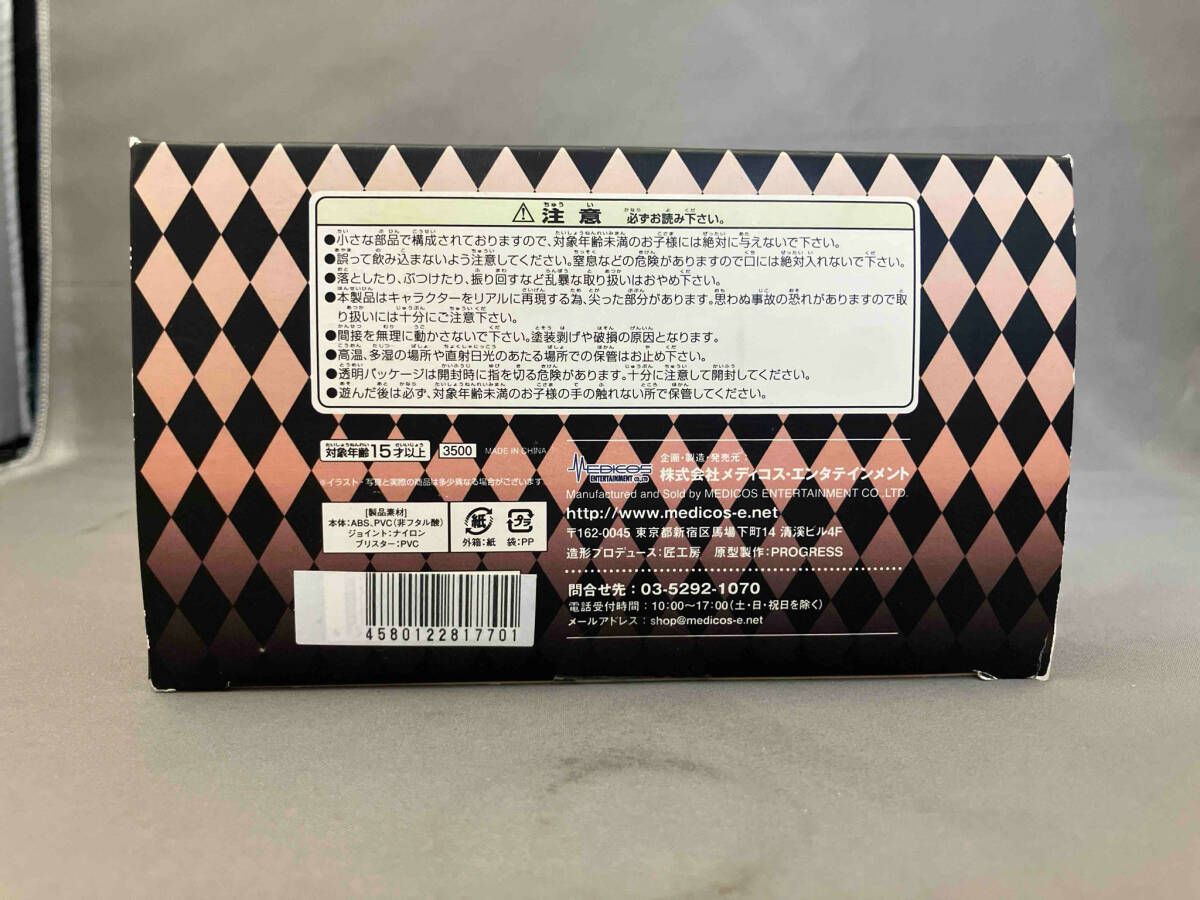 ⚠ 注意 必ずお読み下さい。
●小さな部品で構成されておりますので、対象年齢未満のお子様には絶対に与えないで下さい。
●誤って飲み込まないよう注意してください。窒息などの危険がありますので口には絶対入れないで下さい。
●落としたり、ぶつけたり、振り回すなど乱暴な取り扱いはおやめ下さい。
●本製品はキャラクターをリアルに再現する為、尖った部分があります。思わぬ事故の恐れがありますので取
り扱いには十分にご注意下さい。
●間接を無理に動かさないで下さい。塗装剥げや破損の原因となります。
●高温、多湿の場所や直射日光のあたる場所での保管はお止め下さい。
●透明パッケージは開封時に指を切る危険があります。十分に注意して開封してください。
●遊んだ後は必ず、対象年齢未満のお子様の手の触れない所で保管してください。
対象年齢15才以上 3500 MADE IN CHINA
※イラスト・写真と実際の商品は多少異なる場合がございます。
[製品素材]
本体:ABS、PVC(非フタル酸)
ジョイント:ナイロン
ブリスター:PVC
紙 プラ
外箱:紙 袋:PP
4580122817701
MEDICOS
ENTERTAINMENT CO.,LTD
企画・製造・発売元:
株式会社メディコス・エンタテインメント
Manufactured and Sold by MEDICOS ENTERTAINMENT CO.,LTD.
http://www.medicos-e.net
〒162-0045 東京都新宿区馬場下町14 清溪ビル4F
造形プロデュース:匠工房 原型製作:PROGRESS
問合せ先:03-5292-1070
電話受付時間:10:00〜17:00(土・日・祝日を除く)
メールアドレス:shop@medicos-e.net